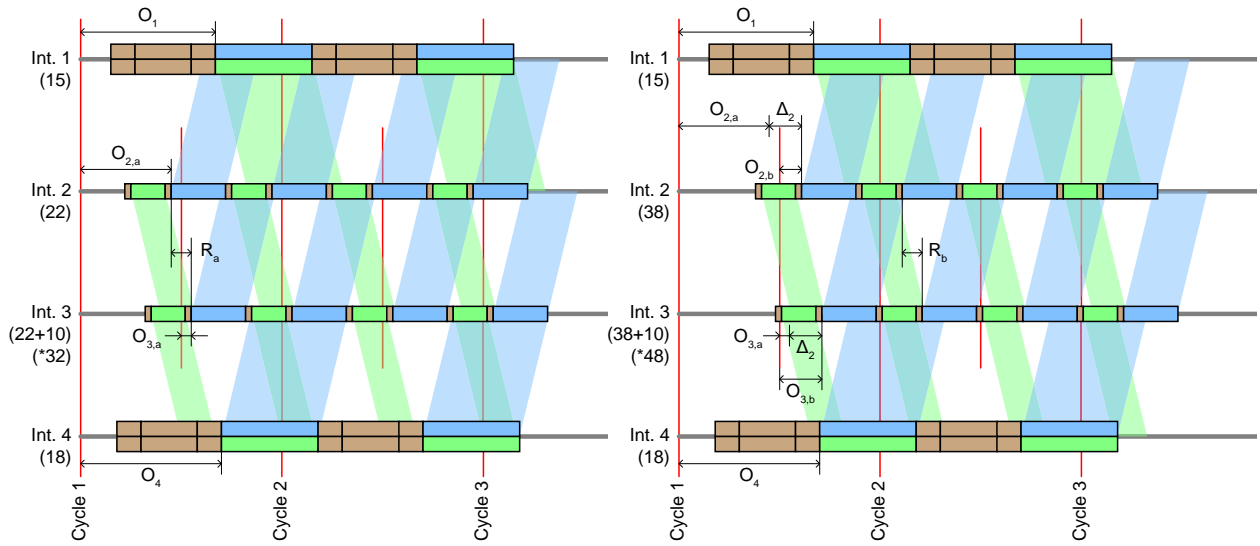 O1
Int. 1
(15)
O2,a
Int. 2
(22)
Ra
Int. 3
(22+10)
(*32)
O3,a
Int. 4
(18)
O4
Cycle 1
Cycle 2
Cycle 3
O1
Int. 1
(15)
O2,a
Δ2
O2,b
Int. 2
(38)
Rb
Int. 3
(38+10)
(*48)
O3,a
Δ2
O3,b
Int. 4
(18)
O4
Cycle 1
Cycle 2
Cycle 3